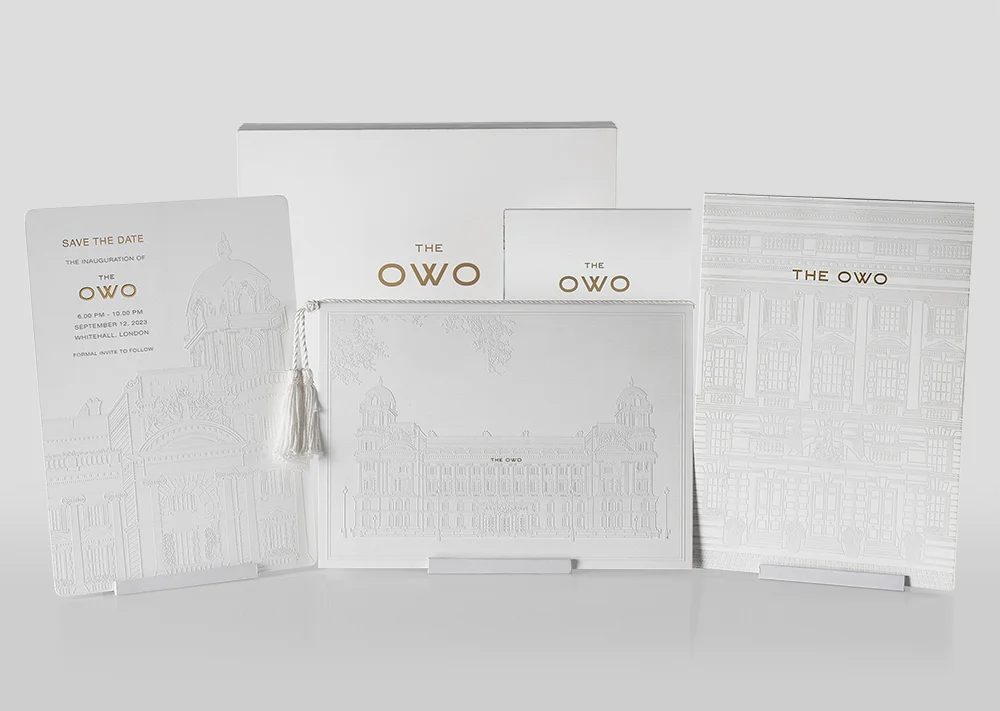 SAVE THE DATE
THE INAUGURATION OF
THE
OWO
6.00 PM - 10.00 PM
SEPTEMBER 12, 2023
WHITEHALL, LONDON
FORMAL INVITE TO FOLLOW
THE
OWO
THE
OWO
THE OWO
THE OWO